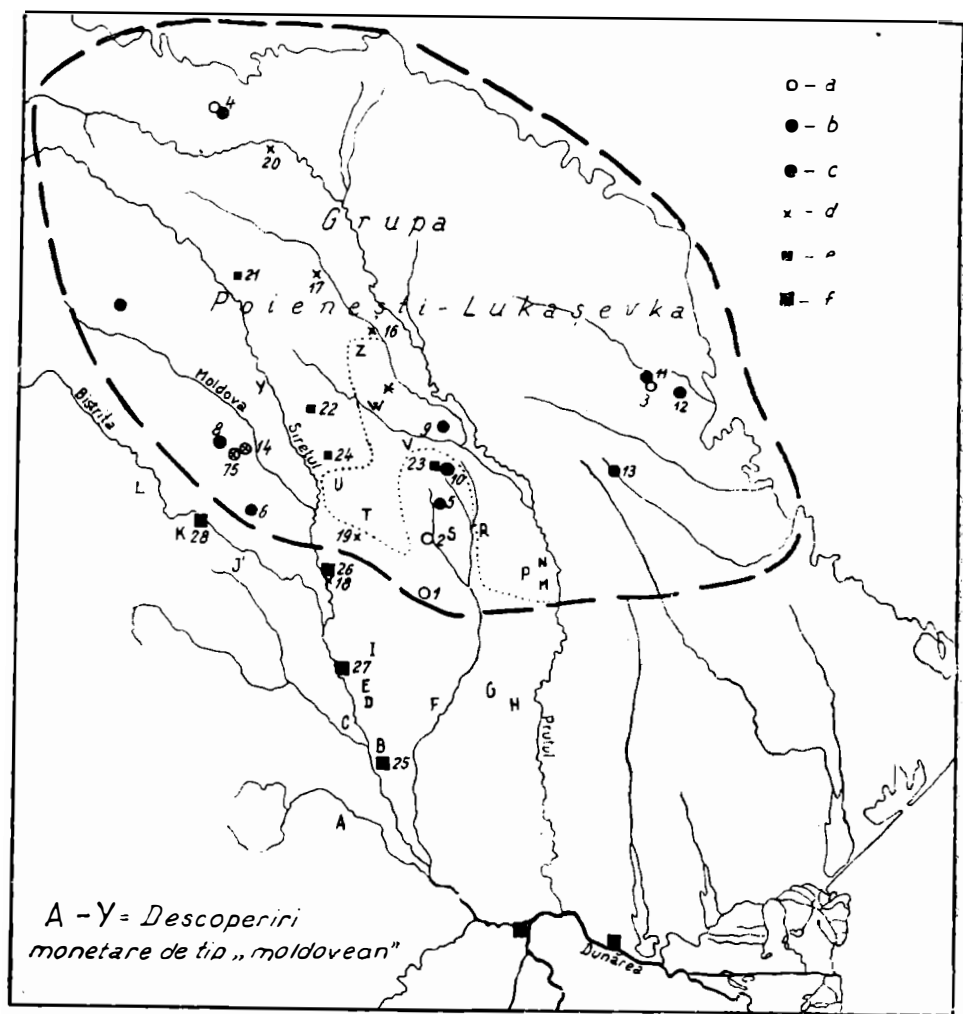 a
b
c
d
e
f
4
20
Grupa
21
17
Poienești-Lukașevka
16
Z
Moldova
Y
Bistrița
11
3
12
22
W
8
14
75
Siretul
9
24
V
23
10
13
U
L
6
5
T
R
K 28
19
2 S
J'
P
N
M
26
18
1
I
27
E
D
G
H
F
C
Prutul
B
25
A
A - Y = Descoperiri
monetare de tip „moldovean"
Dunărea